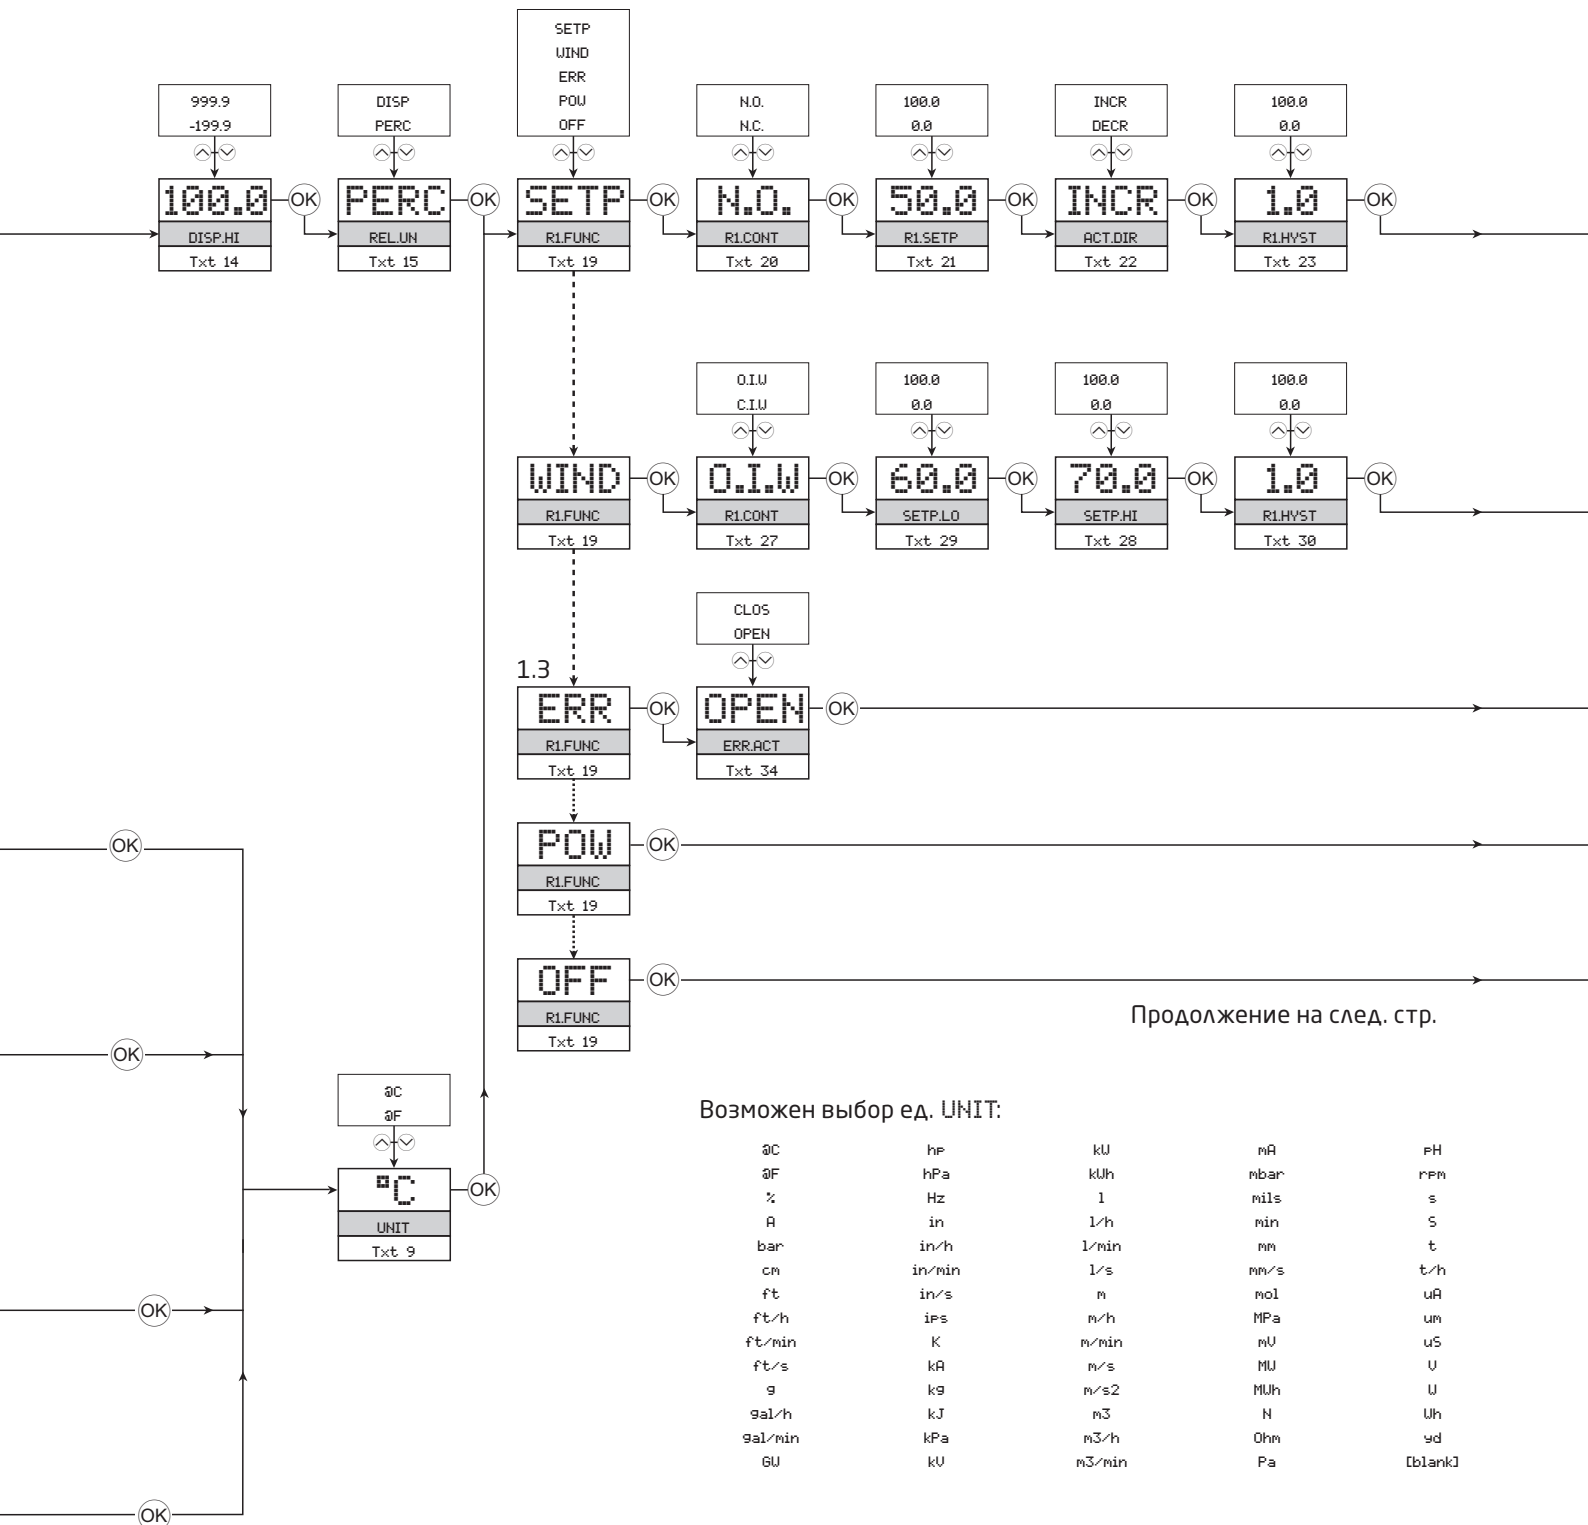 SETP
WIND
ERR
POW
OFF
999.9
-199.9
DISP
PERC
N.O.
N.C.
100.0
0.0
INCR
DECR
100.0
0.0
100.0 OK PERC OK SETP OK N.O. OK 50.0 OK INCR OK 1.0 OK
DISP.HI REL.UN R1.FUNC R1.CONT R1.SETP ACT.DIR R1.HYST
Txt 14 Txt 15 Txt 19 Txt 20 Txt 21 Txt 22 Txt 23
O.I.W 100.0 100.0 100.0
C.I.W 0.0 0.0 0.0
WIND OK O.I.W OK 60.0 OK 70.0 OK 1.0 OK
R1.FUNC R1.CONT SETP.LO SETP.HI R1.HYST
Txt 19 Txt 27 Txt 29 Txt 28 Txt 30
CLOS
OPEN
1.3
ERR OK OPEN OK
R1.FUNC ERR.ACT
Txt 19 Txt 34
OK POW OK
R1.FUNC
Txt 19
OFF OK
R1.FUNC
Txt 19
Продолжение на след. стр.
OK
@C
@F
°C OK
UNIT
Txt 9
OK
OK
Возможен выбор ед. UNIT:
@C hp kW mA pH
@F hPa kWh mbar rpm
% Hz l mils s
A in l/h min S
bar in/h l/min mm t
cm in/min l/s mm/s t/h
ft in/s m mol uA
ft/h ips m/h MPa um
ft/min K m/min mV uS
ft/s kA m/s MW V
g kg m/s2 MWh W
gal/h kJ m3 N Wh
gal/min kPa m3/h Ohm yd
GW kV m3/min Pa [blank]